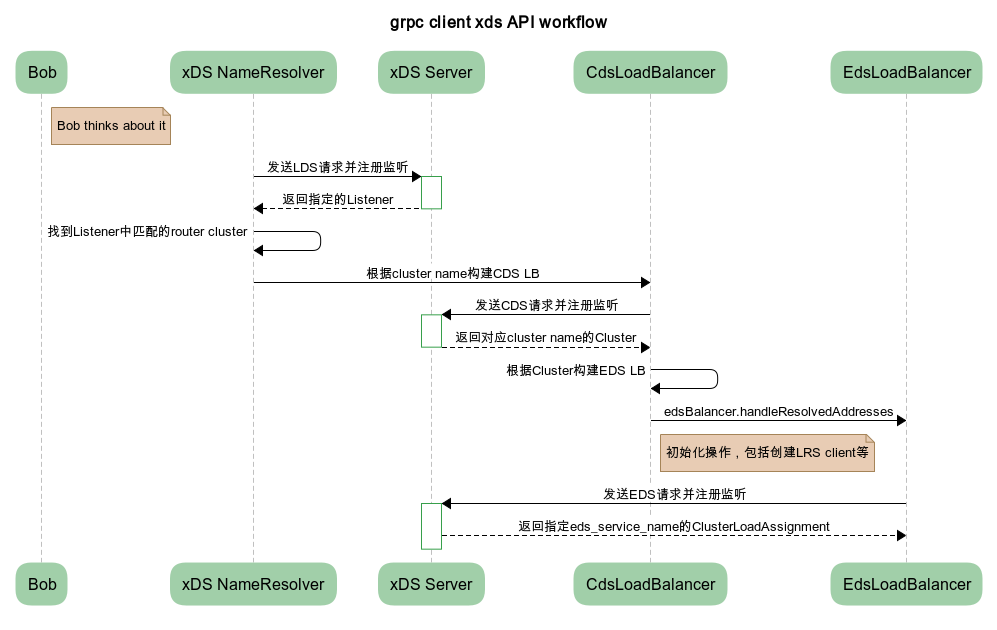 grpc client xds API workflow
Bob
xDS NameResolver
xDS Server
CdsLoadBalancer
EdsLoadBalancer
Bob thinks about it
发送LDS请求并注册监听
返回指定的Listener
找到Listener中匹配的router cluster
根据cluster name构建CDS LB
发送CDS请求并注册监听
返回对应cluster name的Cluster
根据Cluster构建EDS LB
edsBalancer.handleResolvedAddresses
初始化操作，包括创建LRS client等
发送EDS请求并注册监听
返回指定eds_service_name的ClusterLoadAssignment
Bob
xDS NameResolver
xDS Server
CdsLoadBalancer
EdsLoadBalancer